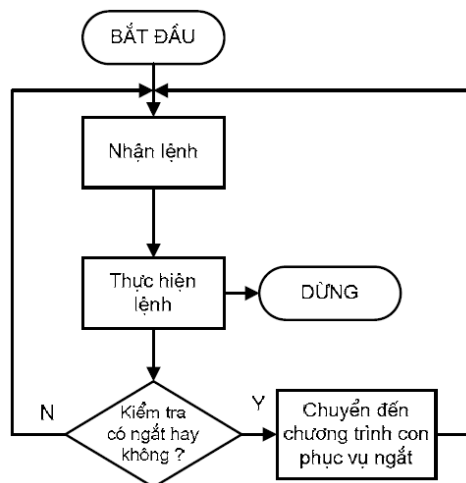 BẮT ĐẦU
Nhận lệnh
Thực hiện
lệnh
DỪNG
N
Kiểm tra
có ngắt hay
không ?
Y
Chuyển đến
chương trình con
phục vụ ngắt